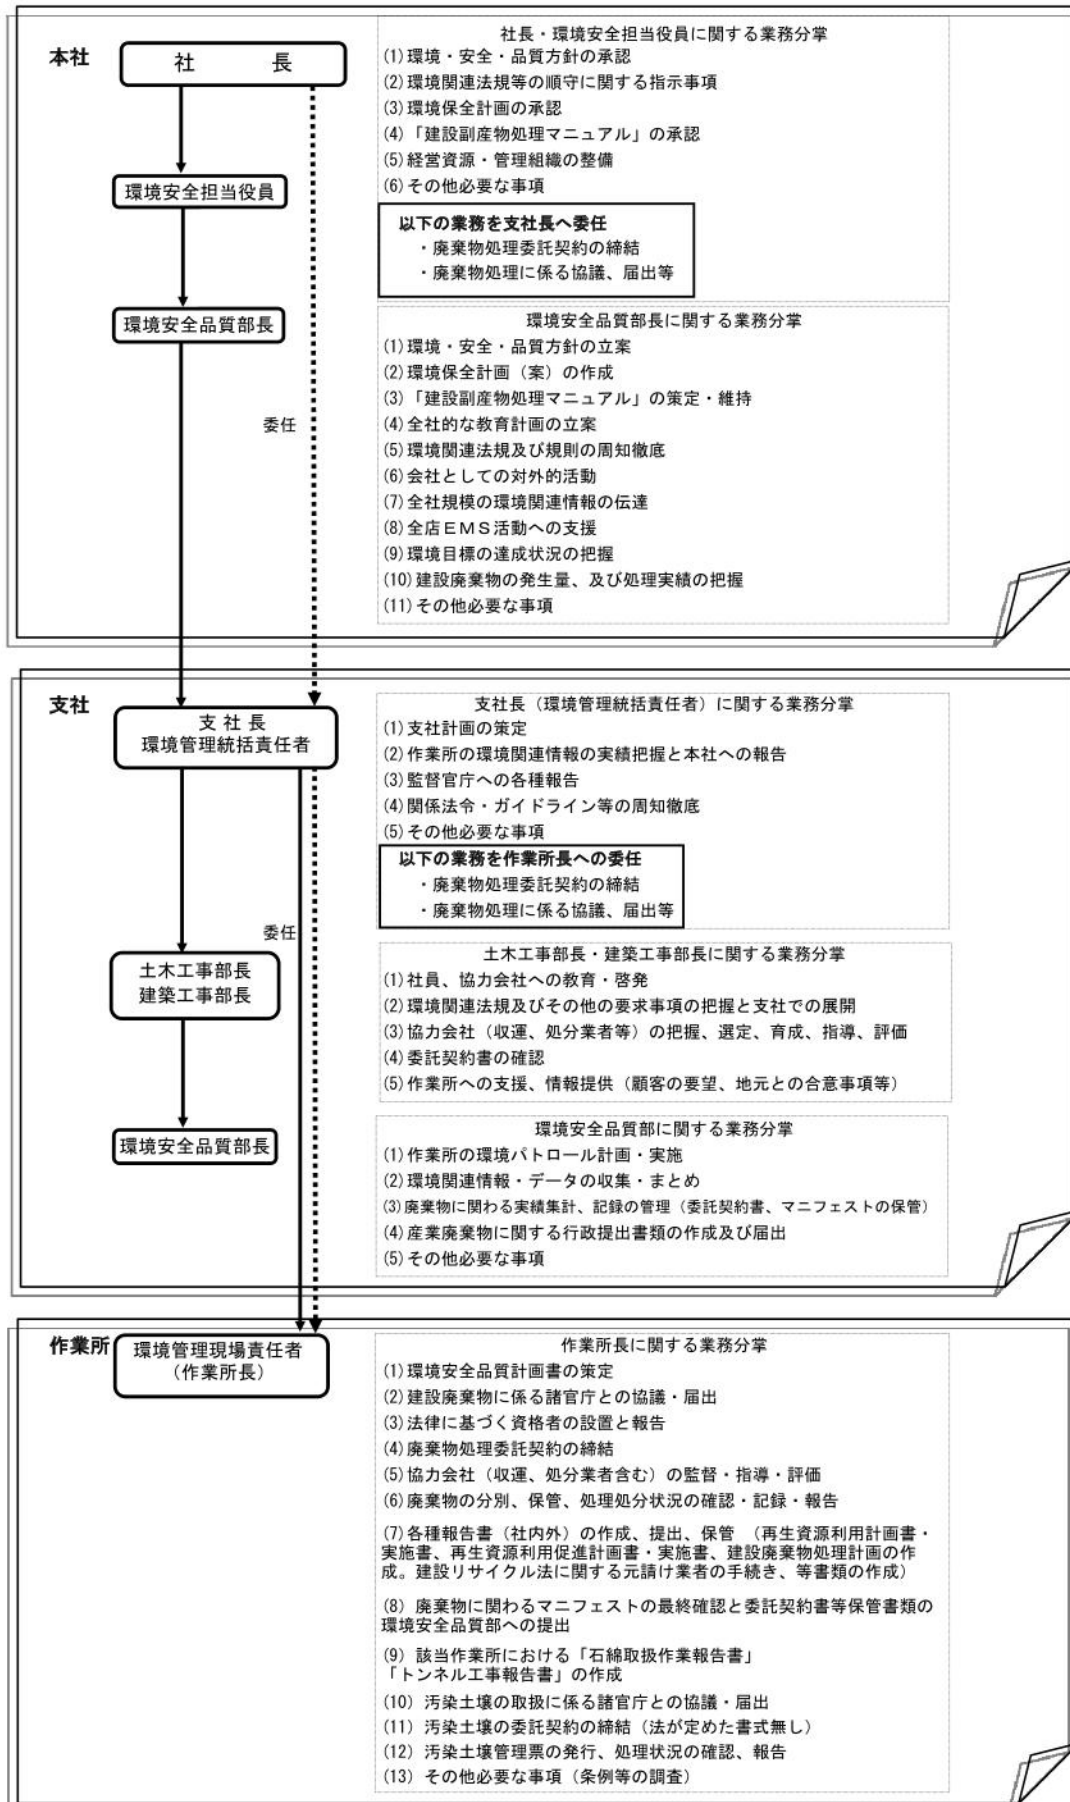 本社
社　長
環境安全担当役員
環境安全品質部長
委任
社長・環境安全担当役員に関する業務分掌
(1)環境・安全・品質方針の承認
(2)環境関連法規等の順守に関する指示事項
(3)環境保全計画の承認
(4)「建設副産物処理マニュアル」の承認
(5)経営資源・管理組織の整備
(6)その他必要な事項
以下の業務を支社長へ委任
・廃棄物処理委託契約の締結
・廃棄物処理に係る協議、届出等
環境安全品質部長に関する業務分掌
(1)環境・安全・品質方針の立案
(2)環境保全計画（案）の作成
(3)「建設副産物処理マニュアル」の策定・維持
(4)全社的な教育計画の立案
(5)環境関連法規及び規則の周知徹底
(6)会社としての対外的活動
(7)全社規模の環境関連情報の伝達
(8)全店ＥＭＳ活動への支援
(9)環境目標の達成状況の把握
(10)建設廃棄物の発生量、及び処理実績の把握
(11)その他必要な事項
支社
支 社 長
環境管理統括責任者
委任
土木工事部長
建築工事部長
環境安全品質部長
支社長（環境管理統括責任者）に関する業務分掌
(1)支社計画の策定
(2)作業所の環境関連情報の実績把握と本社への報告
(3)監督官庁への各種報告
(4)関係法令・ガイドライン等の周知徹底
(5)その他必要な事項
以下の業務を作業所長への委任
・廃棄物処理委託契約の締結
・廃棄物処理に係る協議、届出等
土木工事部長・建築工事部長に関する業務分掌
(1)社員、協力会社への教育・啓発
(2)環境関連法規及びその他の要求事項の把握と支社での展開
(3)協力会社（収運、処分業者等）の把握、選定、育成、指導、評価
(4)委託契約書の確認
(5)作業所への支援、情報提供（顧客の要望、地元との合意事項等）
環境安全品質部に関する業務分掌
(1)作業所の環境パトロール計画・実施
(2)環境関連情報・データの収集・まとめ
(3)廃棄物に関わる実績集計、記録の管理（委託契約書、マニフェストの保管）
(4)産業廃棄物に関する行政提出書類の作成及び届出
(5)その他必要な事項
作業所
環境管理現場責任者
（作業所長）
作業所長に関する業務分掌
(1)環境安全品質計画書の策定
(2)建設廃棄物に係る諸官庁との協議・届出
(3)法律に基づく資格者の設置と報告
(4)廃棄物処理委託契約の締結
(5)協力会社（収運、処分業者含む）の監督・指導・評価
(6)廃棄物の分別、保管、処理処分状況の確認・記録・報告
(7)各種報告書（社内外）の作成、提出、保管　（再生資源利用計画書・
実施書、再生資源利用促進計画書・実施書、建設廃棄物処理計画の作
成。建設リサイクル法に関する元請け業者の手続き、等書類の作成）
(8) 廃棄物に関わるマニフェストの最終確認と委託契約書等保管書類の
環境安全品質部への提出
(9) 該当作業所における「石綿取扱作業報告書」
「トンネル工事報告書」の作成
(10) 汚染土壌の取扱に係る諸官庁との協議・届出
(11) 汚染土壌の委託契約の締結（法が定めた書式無し）
(12) 汚染土壌管理票の発行、処理状況の確認、報告
(13) その他必要な事項（条例等の調査）